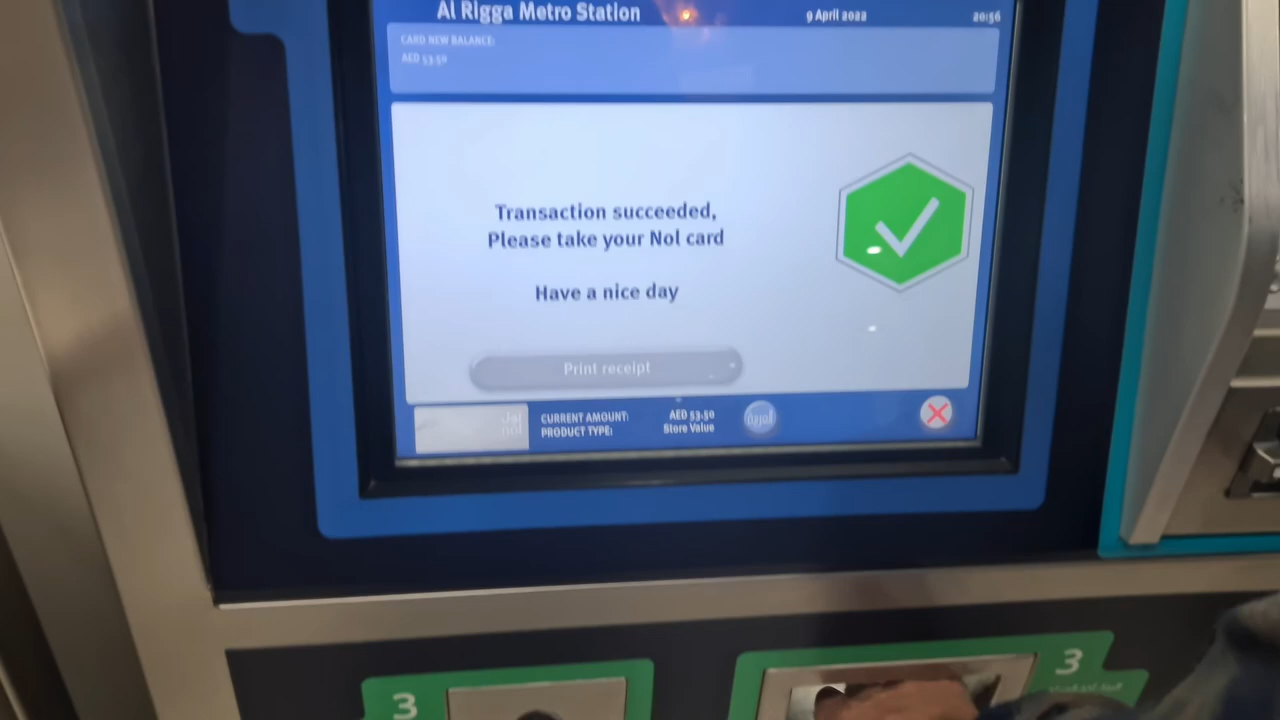 Al Rigga Metro Station
9 April 2022
20:56
CARD NEW BALANCE:
AED 53.50
Transaction succeeded,
Please take your Nol card
Have a nice day
Print receipt
نول
nol
CURRENT AMOUNT: AED 53.50
PRODUCT TYPE: Store Value
3
3